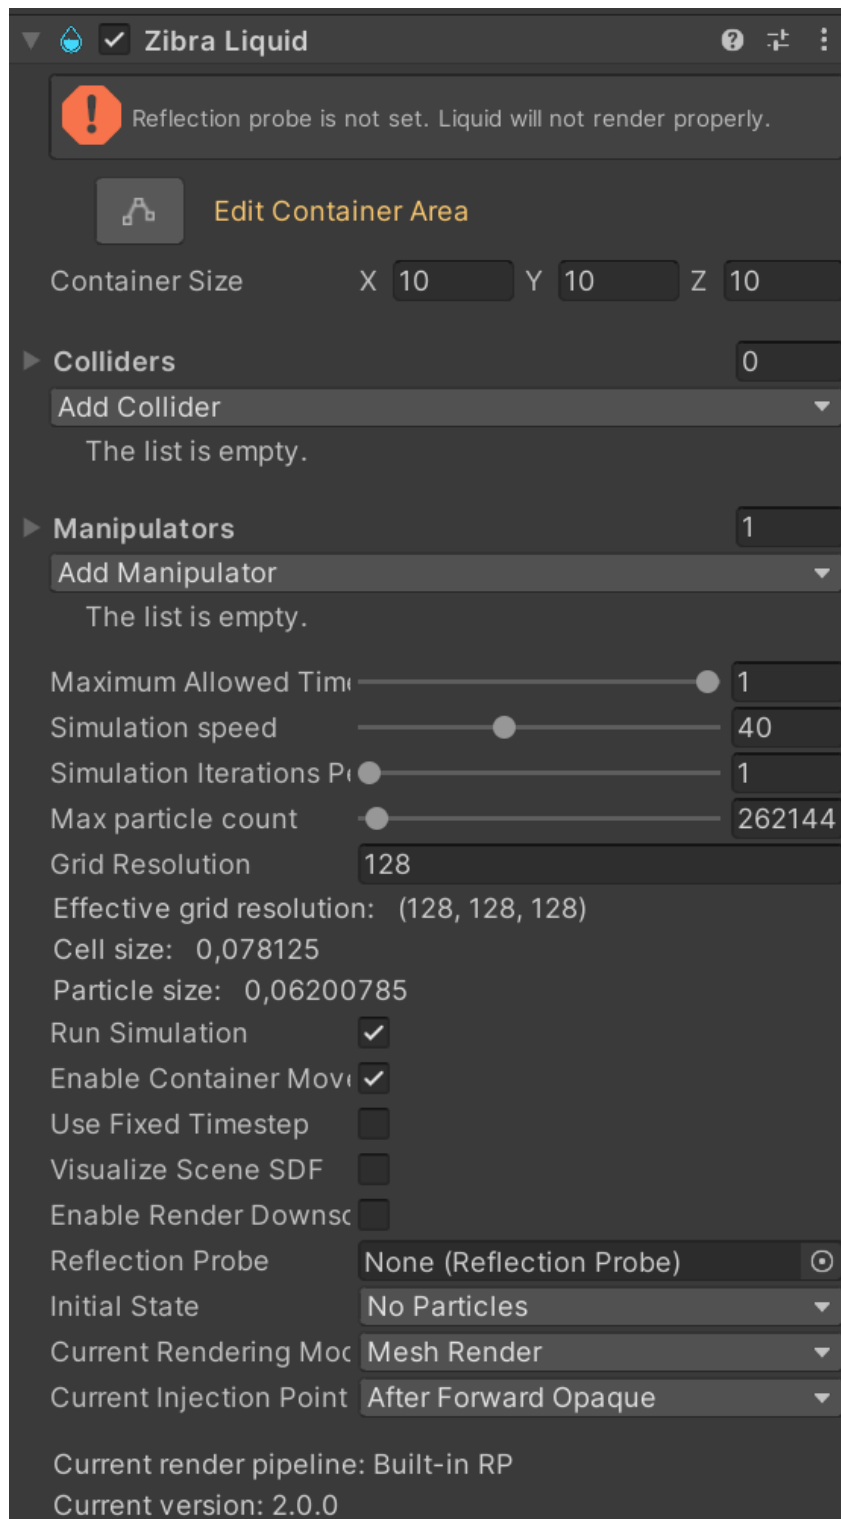 Zibra Liquid
Reflection probe is not set. Liquid will not render properly.
Edit Container Area
Container Size X 10 Y 10 Z 10
Colliders 0
Add Collider
The list is empty.
Manipulators 1
Add Manipulator
The list is empty.
Maximum Allowed Tim 1
Simulation speed 40
Simulation Iterations P 1
Max particle count 262144
Grid Resolution 128
Effective grid resolution: (128, 128, 128)
Cell size: 0,078125
Particle size: 0,06200785
Run Simulation
Enable Container Mov
Use Fixed Timestep
Visualize Scene SDF
Enable Render Downsc
Reflection Probe None (Reflection Probe)
Initial State No Particles
Current Rendering Moc Mesh Render
Current Injection Point After Forward Opaque
Current render pipeline: Built-in RP
Current version: 2.0.0